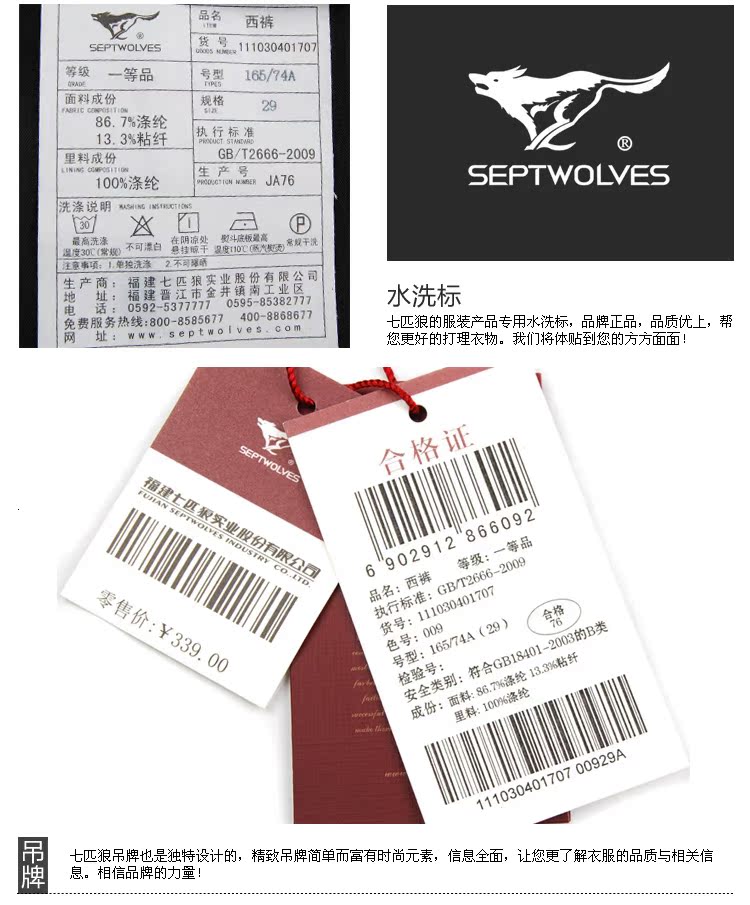 SEPTWOLVES
品名 西裤
ITEM
货号 111030401707
GOODS NUMBER
等级 一等品
GRADE
号型 165/74A
TYPES
面料成份
FABRIC COMPOSITION
86.7%涤纶
13.3%粘纤
规格 29
SIZE
执行标准
PRODUCT STANDARD
GB/T2666-2009
里料成份
LINING COMPOSITION
100%涤纶
生产号 JA76
PRODUCTION NUMBER
洗涤说明 WASHING INSTRUCTIONS
30
P
最高洗涤
温度30℃(常规)
不可漂白
在阴凉处
悬挂晾干
熨斗底板最高
温度110℃(蒸汽熨烫)
常规干洗
注意事项：1.单独洗涤 2.不可曝晒
生产商：福建七匹狼实业股份有限公司
地址：福建晋江市金井镇南工业区
电话：0592-5377777 0595-85382777
免费服务热线:800-8585677 400-8868677
网址：www.septwolves.com
®
SEPTWOLVES
水洗标
七匹狼的服装产品专用水洗标，品牌正品，品质优上，帮
您更好的打理衣物。我们将体贴到您的方方面面！
SEPTWOLVES
福建七匹狼实业股份有限公司
FUJIAN SEPTWOLVES INDUSTRY CO.,LTD
零售价:￥339.00
合格证
6 902912 866092
品名: 西裤 等级: 一等品
执行标准: GB/T2666-2009
货号: 111030401707
色号: 009
号型: 165/74A (29)
检验号:
合格
76
安全类别: 符合GB18401-2003的B类
成份: 面料: 86.7%涤纶 13.3%粘纤
里料: 100%涤纶
111030401707 00929A
吊牌
七匹狼吊牌也是独特设计的，精致吊牌简单而富有时尚元素，信息全面，让您更了解衣服的品质与相关信
息。相信品牌的力量！